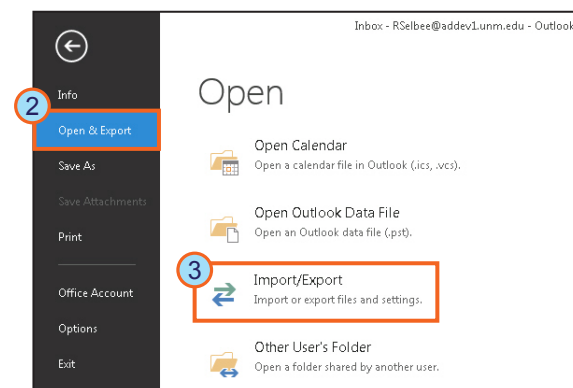 Inbox - RSelbee@addev1.unm.edu - Outlook
Info
2
Open & Export
Save As
Save Attachments
Print
Office Account
Options
Exit
Open
Open Calendar
Open a calendar file in Outlook (.ics, .vcs).
Open Outlook Data File
Open an Outlook data file (.pst).
3
Import/Export
Import or export files and settings.
Other User's Folder
Open a folder shared by another user.